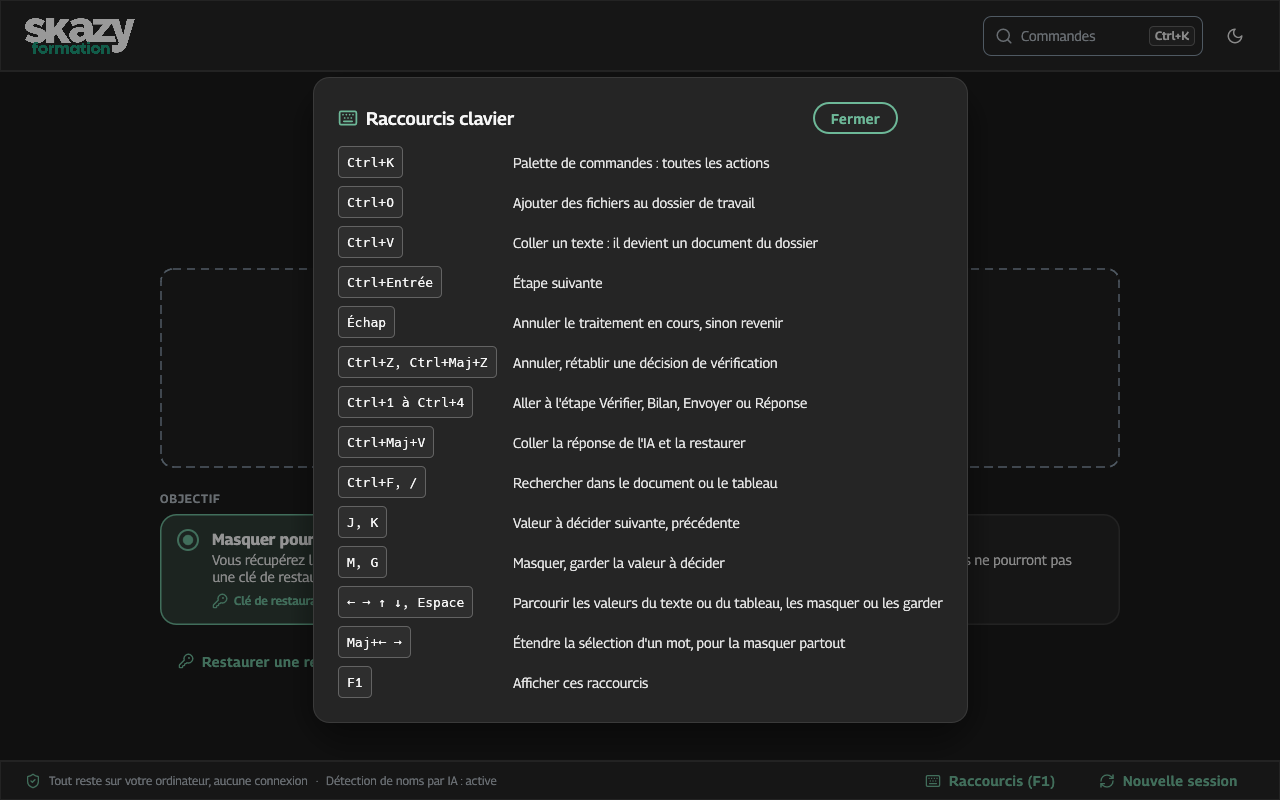 skazy
formation
Commandes
Ctrl+K
Raccourcis clavier
Fermer
Ctrl+K Palette de commandes : toutes les actions
Ctrl+O Ajouter des fichiers au dossier de travail
Ctrl+V Coller un texte : il devient un document du dossier
Ctrl+Entrée Étape suivante
Échap Annuler le traitement en cours, sinon revenir
Ctrl+Z, Ctrl+Maj+Z Annuler, rétablir une décision de vérification
Ctrl+1 à Ctrl+4 Aller à l'étape Vérifier, Bilan, Envoyer ou Réponse
Ctrl+Maj+V Coller la réponse de l'IA et la restaurer
Ctrl+F, / Rechercher dans le document ou le tableau
J, K Valeur à décider suivante, précédente
M, G Masquer, garder la valeur à décider
← → ↑ ↓, Espace Parcourir les valeurs du texte ou du tableau, les masquer ou les garder
Maj+← → Étendre la sélection d'un mot, pour la masquer partout
F1 Afficher ces raccourcis
OBJECTIF
Masquer pour
Vous récupérez
une clé de
Clé de
ne pourront pas
Restaurer une
Tout reste sur votre ordinateur, aucune connexion · Détection de noms par IA : active
Raccourcis (F1)
Nouvelle session